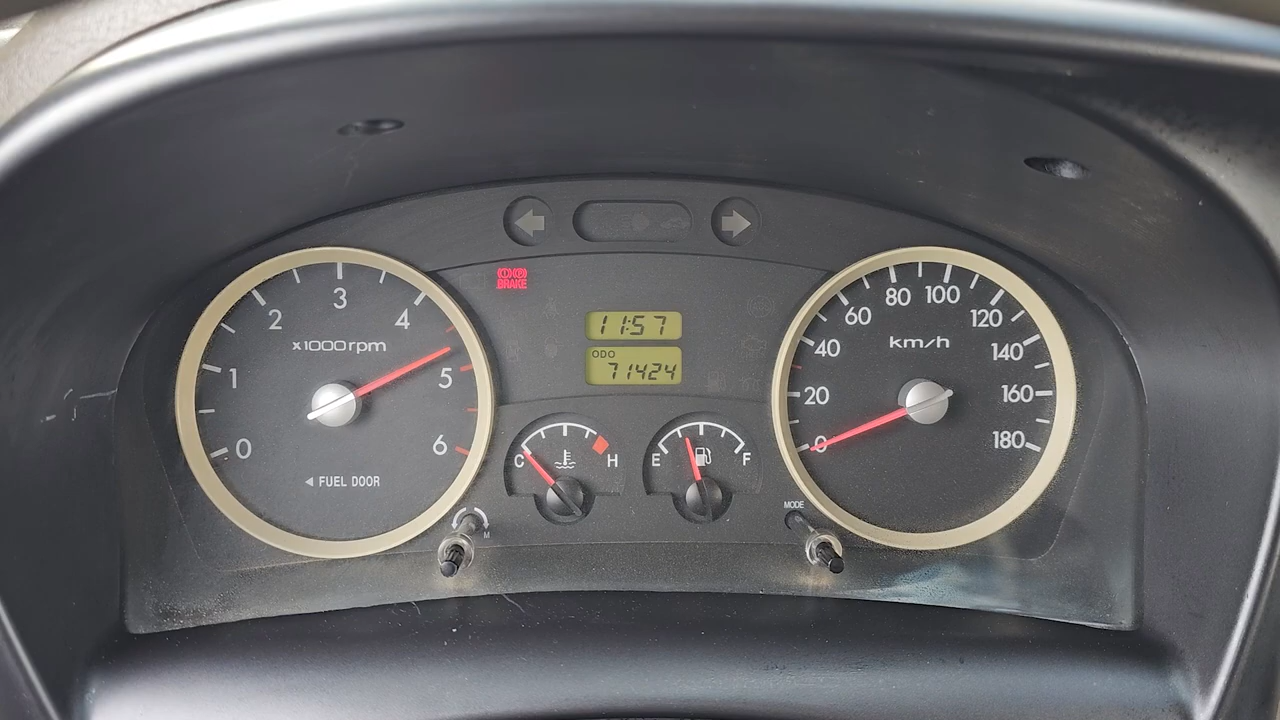 BRAKE
0 1 2 3 4 5 6
x1000rpm
◀ FUEL DOOR
11:57
ODO
71424
C H
E F
M
MODE
0 20 40 60 80 100 120 140 160 180
km/h